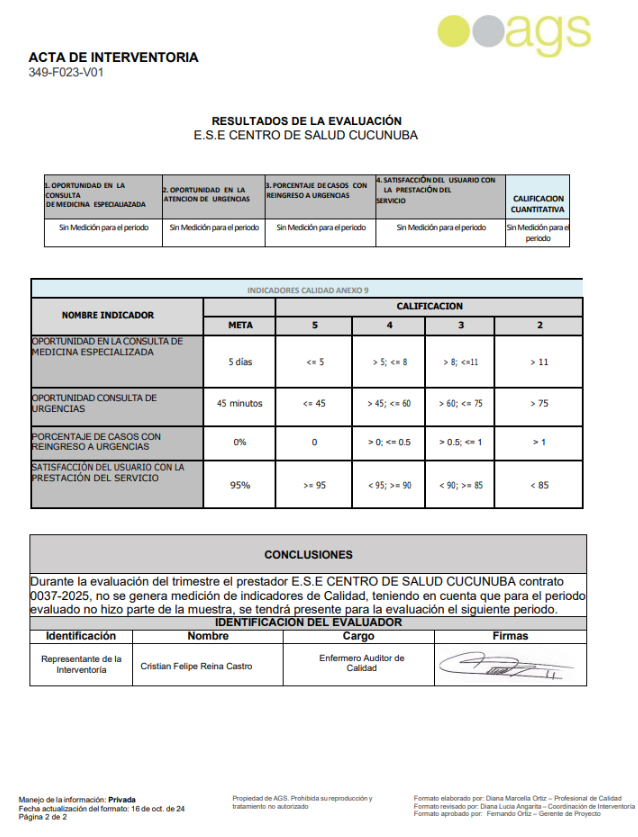 ags
ACTA DE INTERVENTORIA
349-F023-V01
RESULTADOS DE LA EVALUACIÓN
E.S.E CENTRO DE SALUD CUCUNUBA
1. OPORTUNIDAD EN LA CONSULTA DE MEDICINA ESPECIALIAZADA
2. OPORTUNIDAD EN LA ATENCION DE URGENCIAS
3. PORCENTAJE DE CASOS CON REINGRESO A URGENCIAS
4. SATISFACCIÓN DEL USUARIO CON LA PRESTACIÓN DEL SERVICIO
CALIFICACION CUANTITATIVA
Sin Medición para el periodo
Sin Medición para el periodo
Sin Medición para el periodo
Sin Medición para el periodo
Sin Medición para el periodo
INDICADORES CALIDAD ANEXO 9
NOMBRE INDICADOR
CALIFICACION
META 5 4 3 2
OPORTUNIDAD EN LA CONSULTA DE MEDICINA ESPECIALIZADA
5 días <= 5 > 5; <= 8 > 8; <=11 > 11
OPORTUNIDAD CONSULTA DE URGENCIAS
45 minutos <= 45 > 45; <= 60 > 60; <= 75 > 75
PORCENTAJE DE CASOS CON REINGRESO A URGENCIAS
0% 0 > 0; <= 0.5 > 0.5; <= 1 > 1
SATISFACCIÓN DEL USUARIO CON LA PRESTACIÓN DEL SERVICIO
95% >= 95 < 95; >= 90 < 90; >= 85 < 85
CONCLUSIONES
Durante la evaluación del trimestre el prestador E.S.E CENTRO DE SALUD CUCUNUBA contrato
0037-2025, no se genera medición de indicadores de Calidad, teniendo en cuenta que para el periodo
evaluado no hizo parte de la muestra, se tendrá presente para la evaluación el siguiente periodo.
IDENTIFICACION DEL EVALUADOR
Identificación Nombre Cargo Firmas
Representante de la Interventoría
Cristian Felipe Reina Castro
Enfermero Auditor de Calidad
Manejo de la información: Privada
Fecha actualización del formato: 16 de oct. de 24
Página 2 de 2
Propiedad de AGS. Prohibida su reproducción y
tratamiento no autorizado
Formato elaborado por: Diana Marcella Ortiz – Profesional de Calidad
Formato revisado por: Diana Lucia Angarita – Coordinación de Interventoría
Formato aprobado por: Fernando Ortiz – Gerente de Proyecto